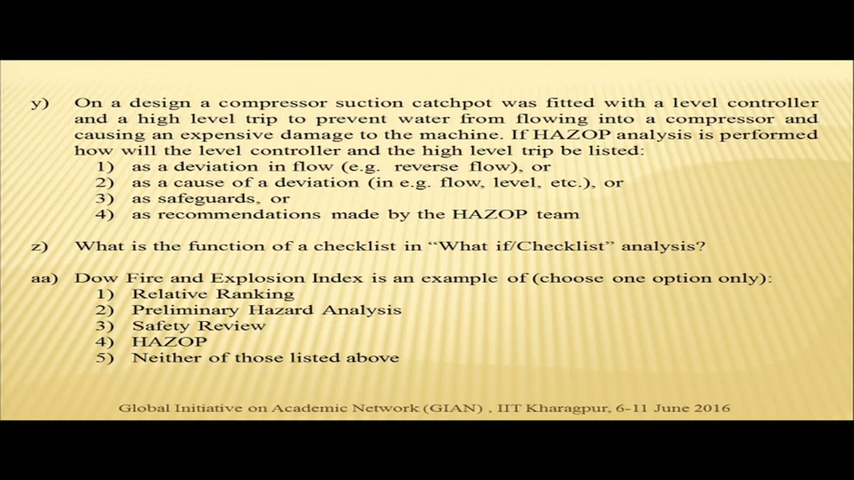 y) On a design a compressor suction catchpot was fitted with a level controller
and a high level trip to prevent water from flowing into a compressor and
causing an expensive damage to the machine. If HAZOP analysis is performed
how will the level controller and the high level trip be listed:
1) as a deviation in flow (e.g. reverse flow), or
2) as a cause of a deviation (in e.g. flow, level, etc.), or
3) as safeguards, or
4) as recommendations made by the HAZOP team
z) What is the function of a checklist in “What if/Checklist” analysis?
aa) Dow Fire and Explosion Index is an example of (choose one option only):
1) Relative Ranking
2) Preliminary Hazard Analysis
3) Safety Review
4) HAZOP
5) Neither of those listed above
Global Initiative on Academic Network (GIAN) , IIT Kharagpur, 6-11 June 2016